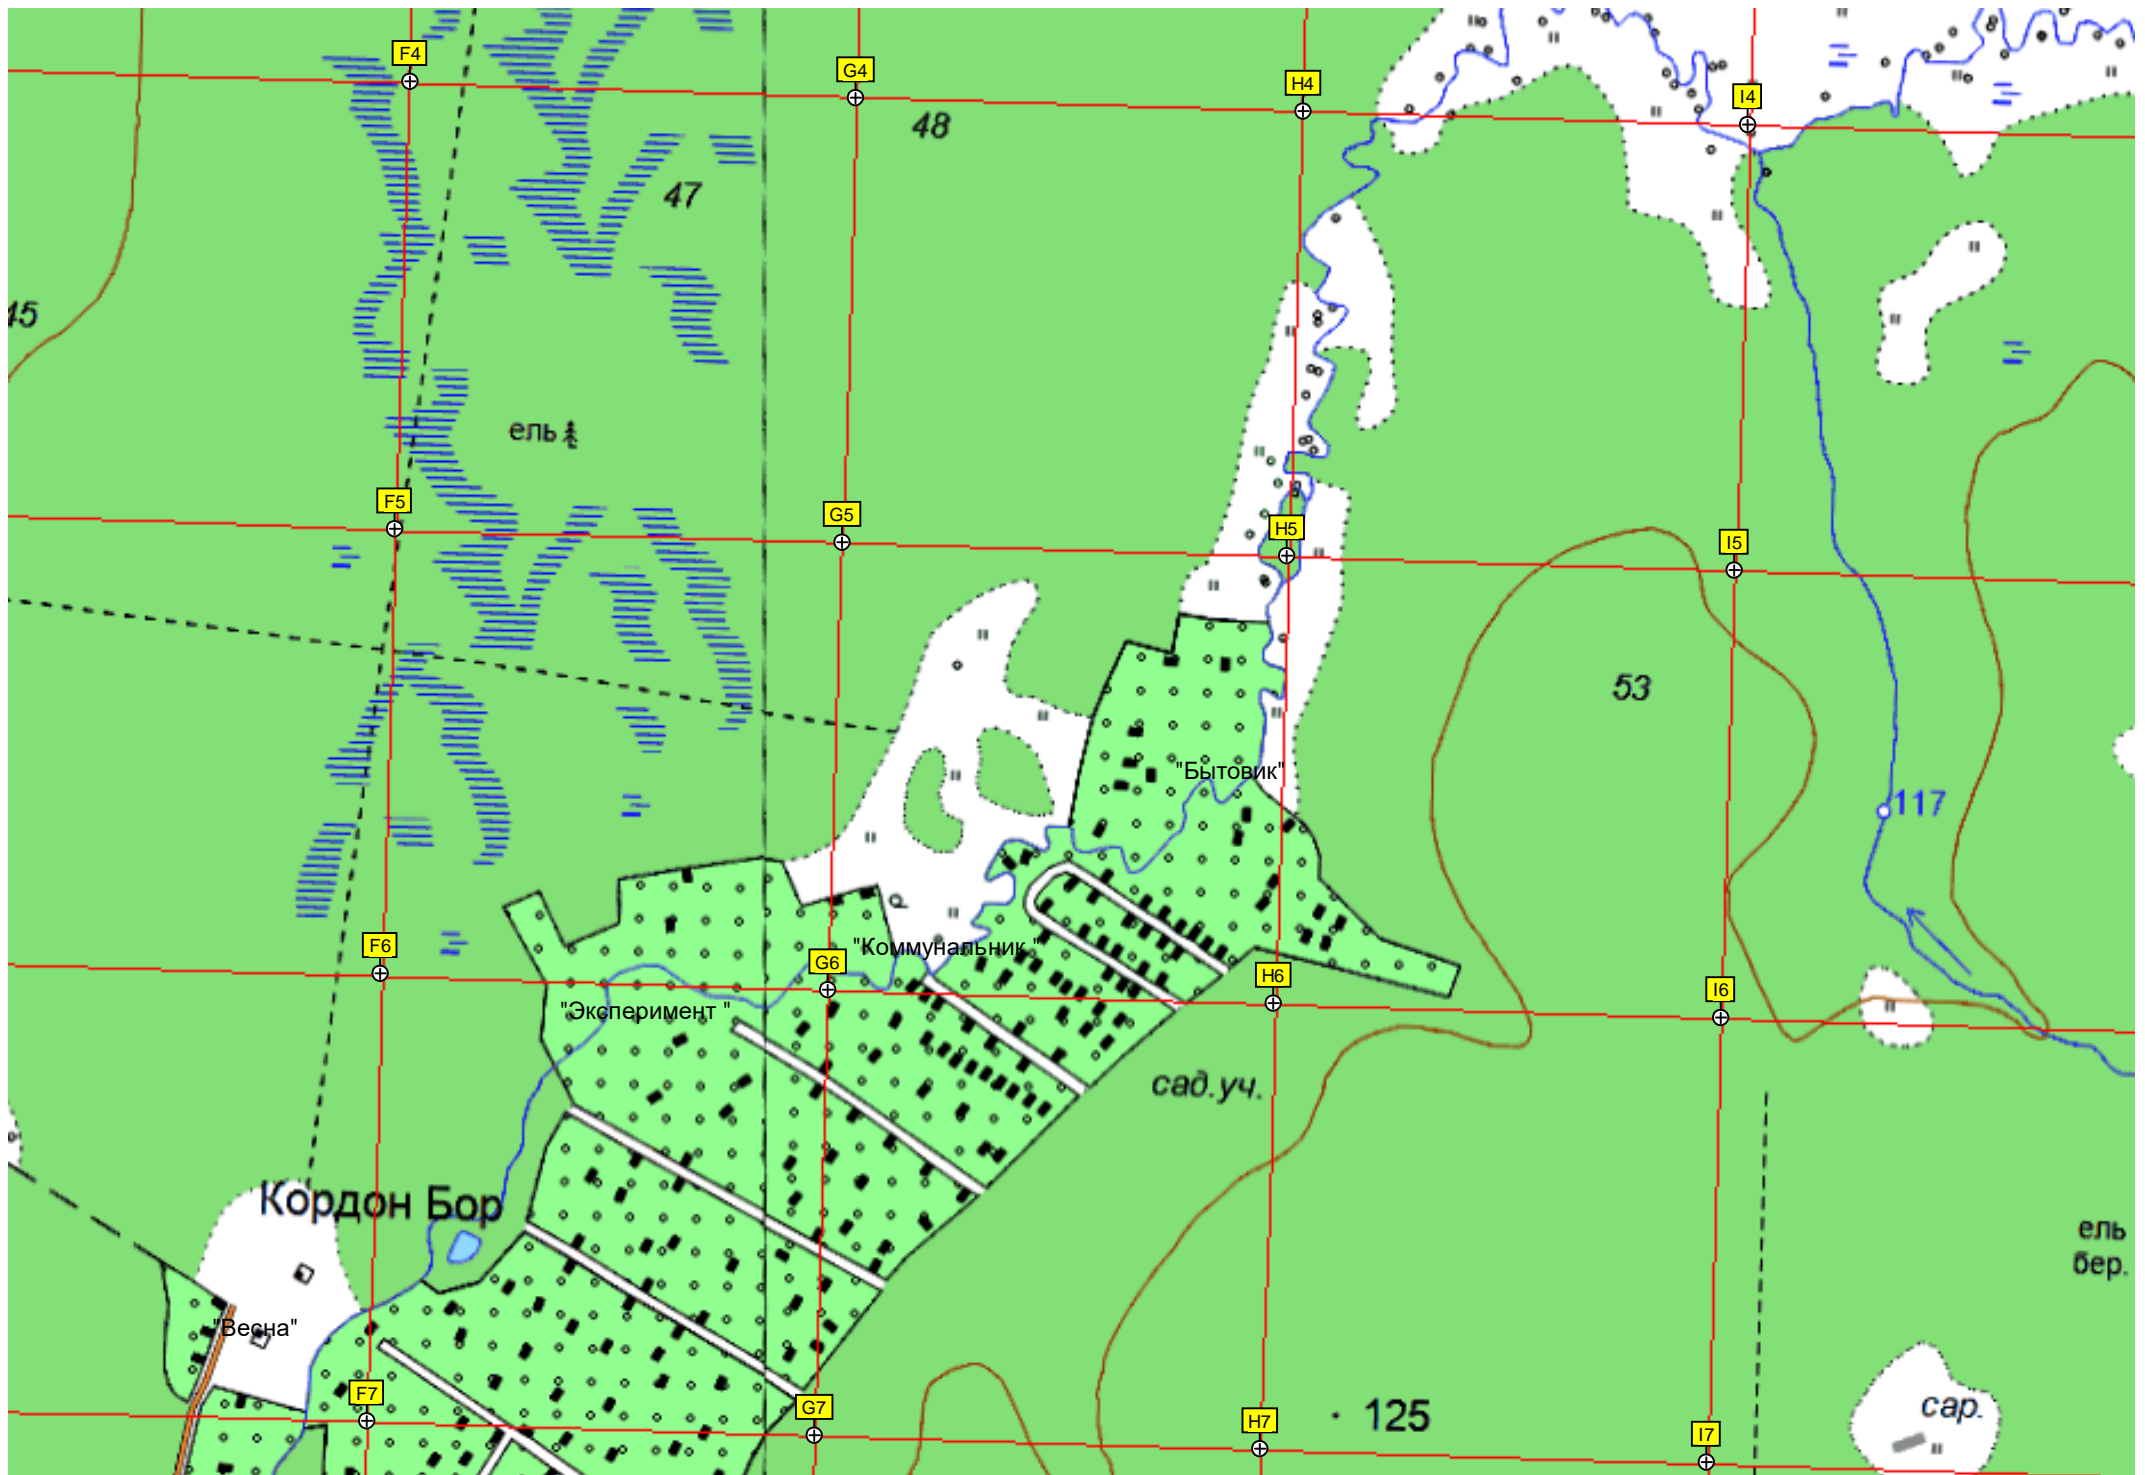 F4
G4
H4
I4
48
47
45
ель
F5
G5
H5
I5
53
"Бытовик"
117
F6
"Коммунальник "
G6
H6
I6
"Эксперимент "
сад.уч.
Кордон Бор
ель
бер.
"Весна"
F7
G7
H7
I7
125
сар.